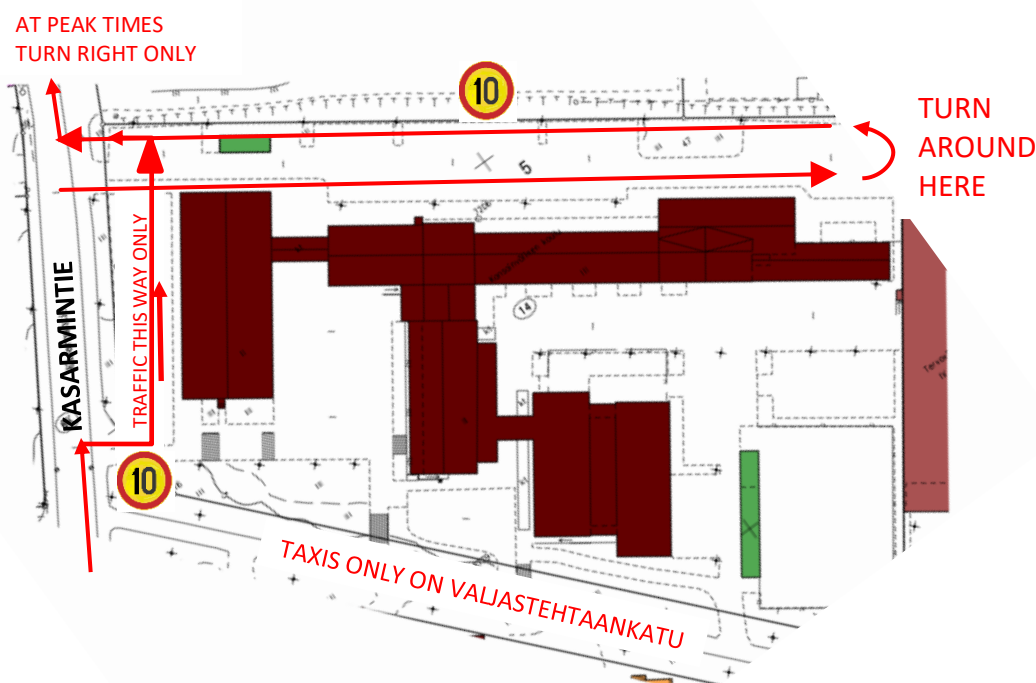 AT PEAK TIMES
TURN RIGHT ONLY
10
TURN
AROUND
HERE
5
47
14
KASARMINTIE
TRAFFIC THIS WAY ONLY
10
TAXIS ONLY ON VALJASTEHTAANKATU